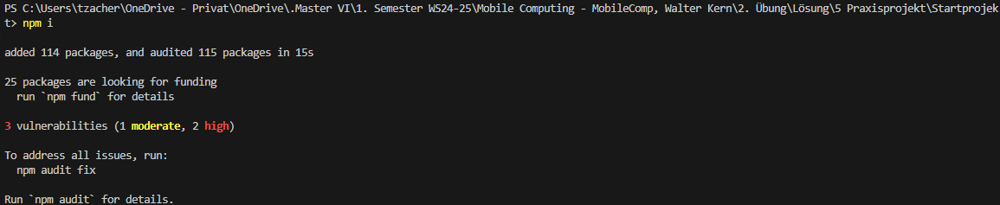 PS C:\Users\tzacher\OneDrive - Privat\OneDrive\.Master VI\1. Semester WS24-25\Mobile Computing - MobileComp, Walter Kern\2. Übung\Lösung\5 Praxisprojekt\Startprojek
t> npm i
added 114 packages, and audited 115 packages in 15s
25 packages are looking for funding
  run `npm fund` for details
3 vulnerabilities (1 moderate, 2 high)
To address all issues, run:
  npm audit fix
Run `npm audit` for details.